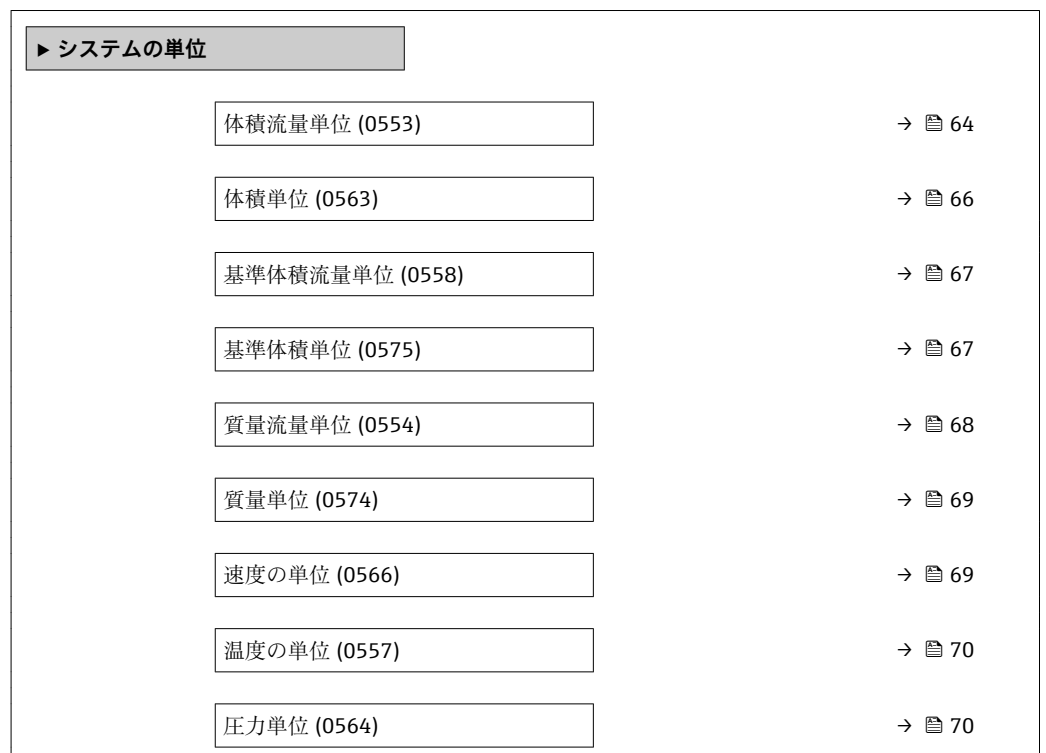 ▶ システムの単位
体積流量単位 (0553) → 64
体積単位 (0563) → 66
基準体積流量単位 (0558) → 67
基準体積単位 (0575) → 67
質量流量単位 (0554) → 68
質量単位 (0574) → 69
速度の単位 (0566) → 69
温度の単位 (0557) → 70
圧力単位 (0564) → 70